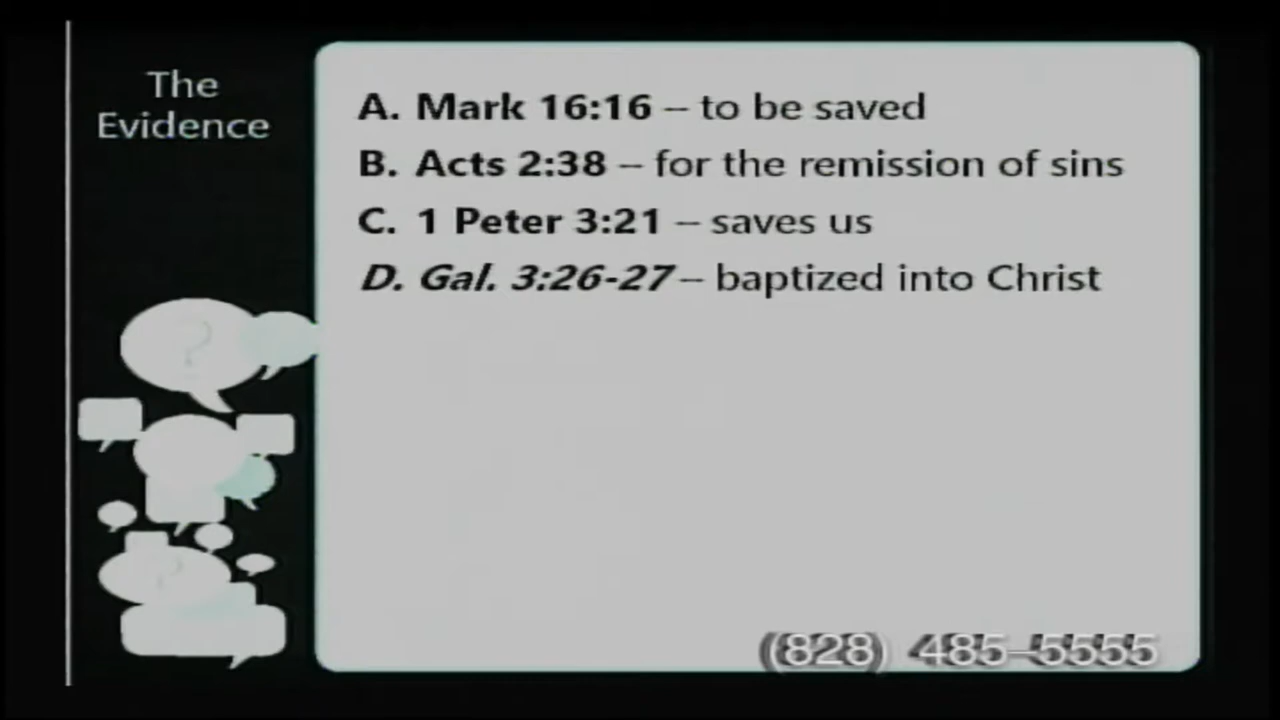 The
Evidence
A. Mark 16:16 – to be saved
B. Acts 2:38 – for the remission of sins
C. 1 Peter 3:21 – saves us
D. Gal. 3:26-27 – baptized into Christ
?
?
(828) 485-5555